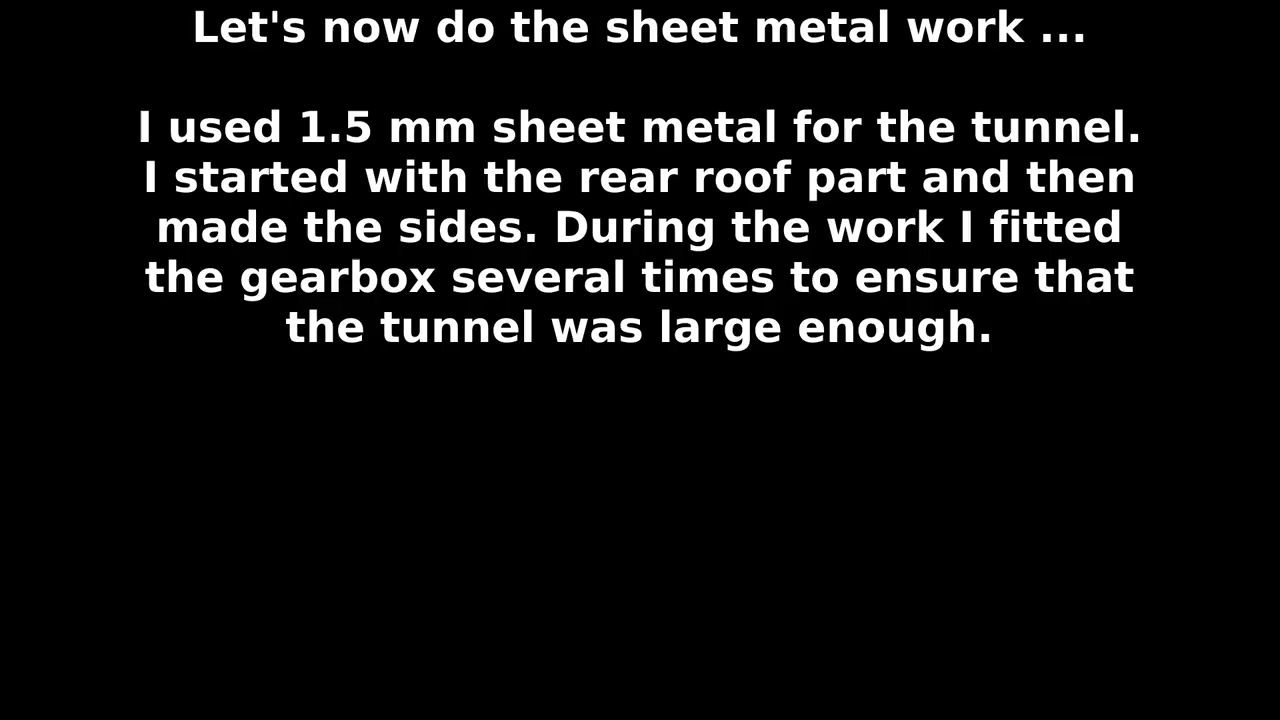 Let's now do the sheet metal work ...
I used 1.5 mm sheet metal for the tunnel.
I started with the rear roof part and then
made the sides. During the work I fitted
the gearbox several times to ensure that
the tunnel was large enough.